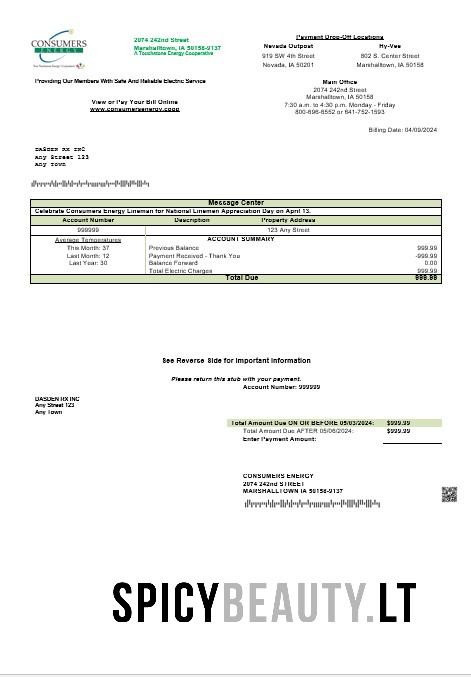 CONSUMERS
ENERGY
2074 242nd Street
Marshalltown, IA 50158-9137
A Touchstone Energy Cooperative
Payment Drop-Off Locations
Nevada Outpost Hy-Vee
919 SW 4th Street 802 S. Center Street
Nevada, IA 50201 Marshalltown, IA 50158
Providing Our Members With Safe And Reliable Electric Service
Main Office
2074 242nd Street
Marshalltown, IA 50158
7:30 a.m. to 4:30 p.m. Monday - Friday
800-696-6552 or 641-752-1593
View or Pay Your Bill Online
www.consumersenergy.coop
Billing Date: 04/09/2024
DASDEN RX INC
Any Street 123
Any Town
Message Center
Celebrate Consumers Energy Lineman for National Linemen Appreciation Day on April 13.
Account Number Description Property Address
999999 123 Any Street
Average Temperatures ACCOUNT SUMMARY
This Month: 37 Previous Balance 999.99
Last Month: 12 Payment Received - Thank You -999.99
Last Year: 30 Balance Forward 0.00
Total Electric Charges 999.99
Total Due 999.99
See Reverse Side for Important Information
Please return this stub with your payment.
Account Number: 999999
DASDEN RX INC
Any Street 123
Any Town
Total Amount Due ON OR BEFORE 05/03/2024: $999.99
Total Amount Due AFTER 05/06/2024: $999.99
Enter Payment Amount:
CONSUMERS ENERGY
2074 242nd STREET
MARSHALLTOWN IA 50158-9137
SPICYBEAUTY.LT